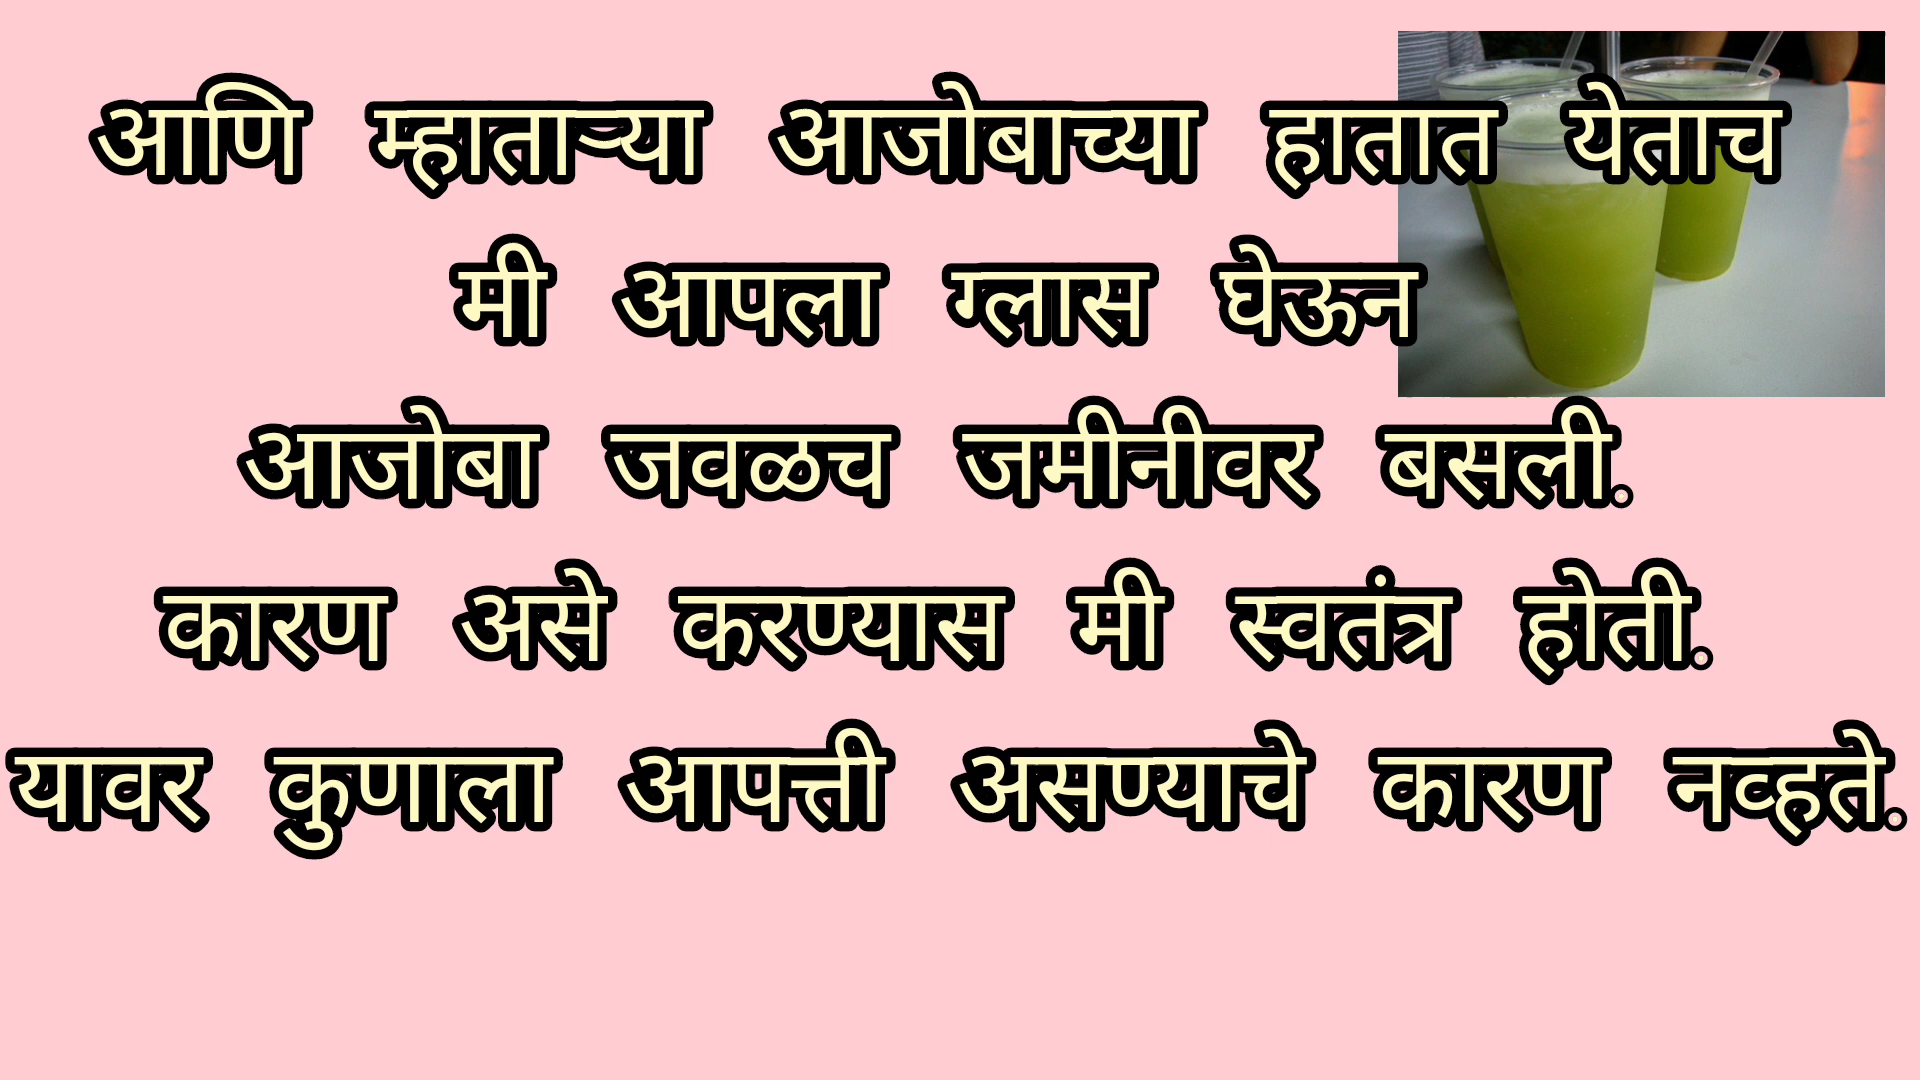 आणि म्हाताऱ्या आजोबाच्या हातात येताच
मी आपला ग्लास घेऊन
आजोबा जवळच जमीनीवर बसली.
कारण असे करण्यास मी स्वतंत्र होती.
यावर कुणाला आपत्ती असण्याचे कारण नव्हते.